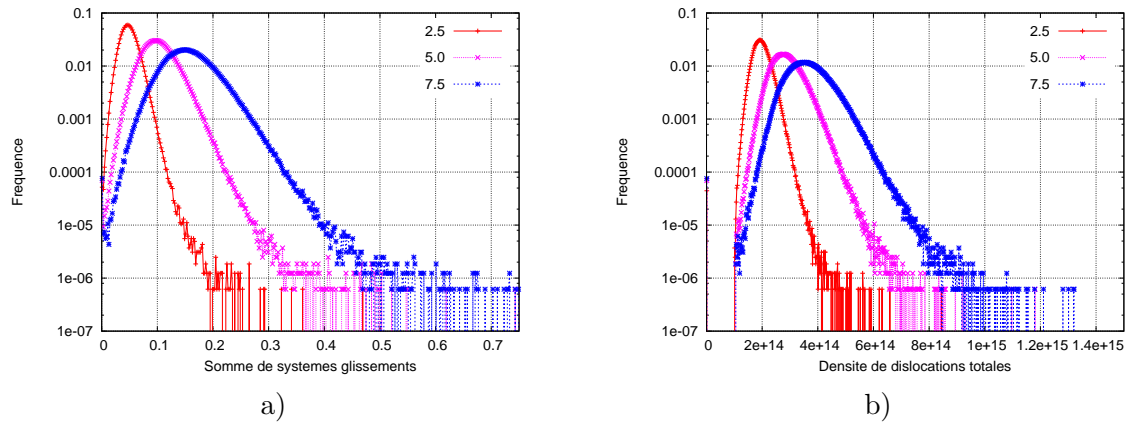 0.1
0.01
0.001
0.0001
1e-05
1e-06
1e-07
0 0.1 0.2 0.3 0.4 0.5 0.6 0.7
Frequence
Somme de systemes glissements
2.5
5.0
7.5
a)
0.1
0.01
0.001
0.0001
1e-05
1e-06
1e-07
0 2e+14 4e+14 6e+14 8e+14 1e+15 1.2e+15 1.4e+15
Frequence
Densite de dislocations totales
2.5
5.0
7.5
b)